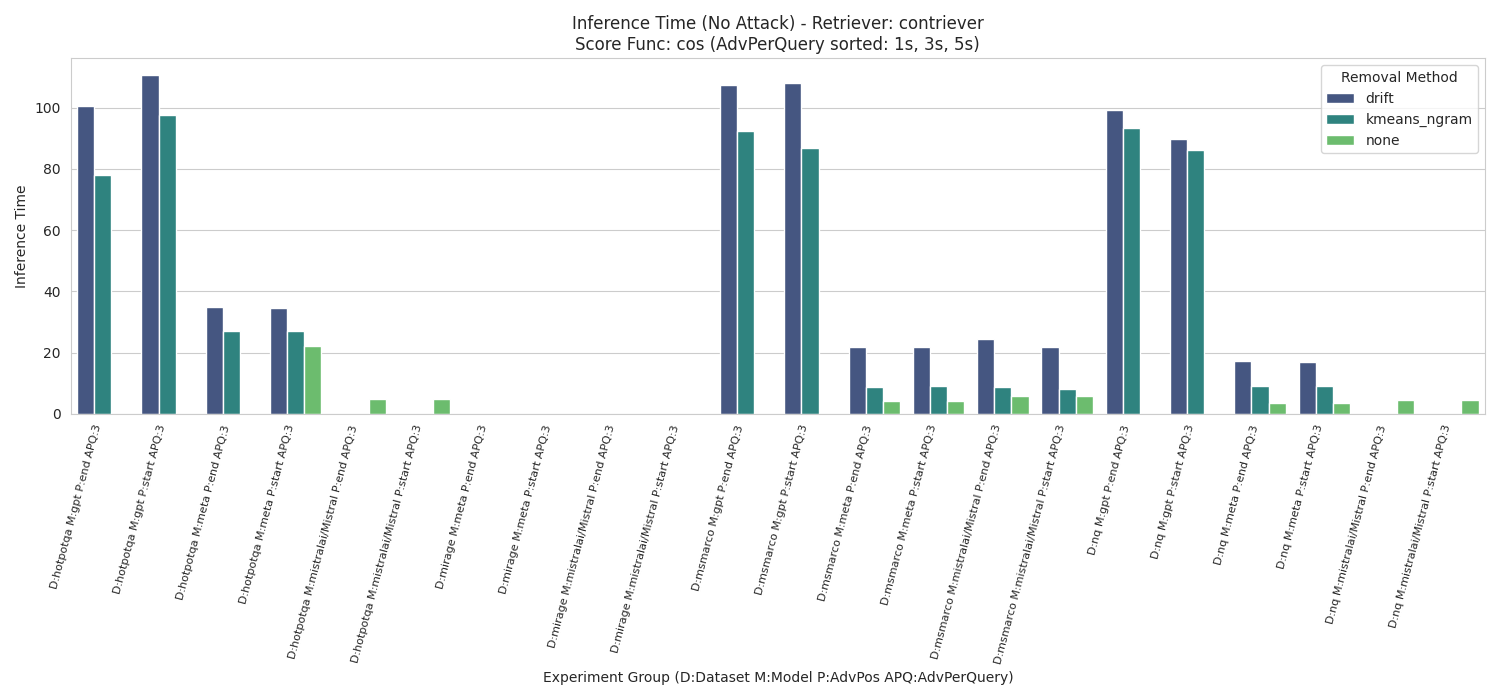 Inference Time (No Attack) - Retriever: contriever
Score Func: cos (AdvPerQuery sorted: 1s, 3s, 5s)
Removal Method
drift
kmeans_ngram
none
Inference Time
100
80
60
40
20
0
D:hotpotqa M:gpt P:end APQ:3
D:hotpotqa M:gpt P:start APQ:3
D:hotpotqa M:meta P:end APQ:3
D:hotpotqa M:meta P:start APQ:3
D:hotpotqa M:mistralai/Mistral P:end APQ:3
D:hotpotqa M:mistralai/Mistral P:start APQ:3
D:mirage M:meta P:end APQ:3
D:mirage M:meta P:start APQ:3
D:mirage M:mistralai/Mistral P:end APQ:3
D:mirage M:mistralai/Mistral P:start APQ:3
D:msmarco M:gpt P:end APQ:3
D:msmarco M:gpt P:start APQ:3
D:msmarco M:meta P:end APQ:3
D:msmarco M:meta P:start APQ:3
D:msmarco M:mistralai/Mistral P:end APQ:3
D:msmarco M:mistralai/Mistral P:start APQ:3
D:nq M:gpt P:end APQ:3
D:nq M:gpt P:start APQ:3
D:nq M:meta P:end APQ:3
D:nq M:meta P:start APQ:3
D:nq M:mistralai/Mistral P:end APQ:3
D:nq M:mistralai/Mistral P:start APQ:3
Experiment Group (D:Dataset M:Model P:AdvPos APQ:AdvPerQuery)